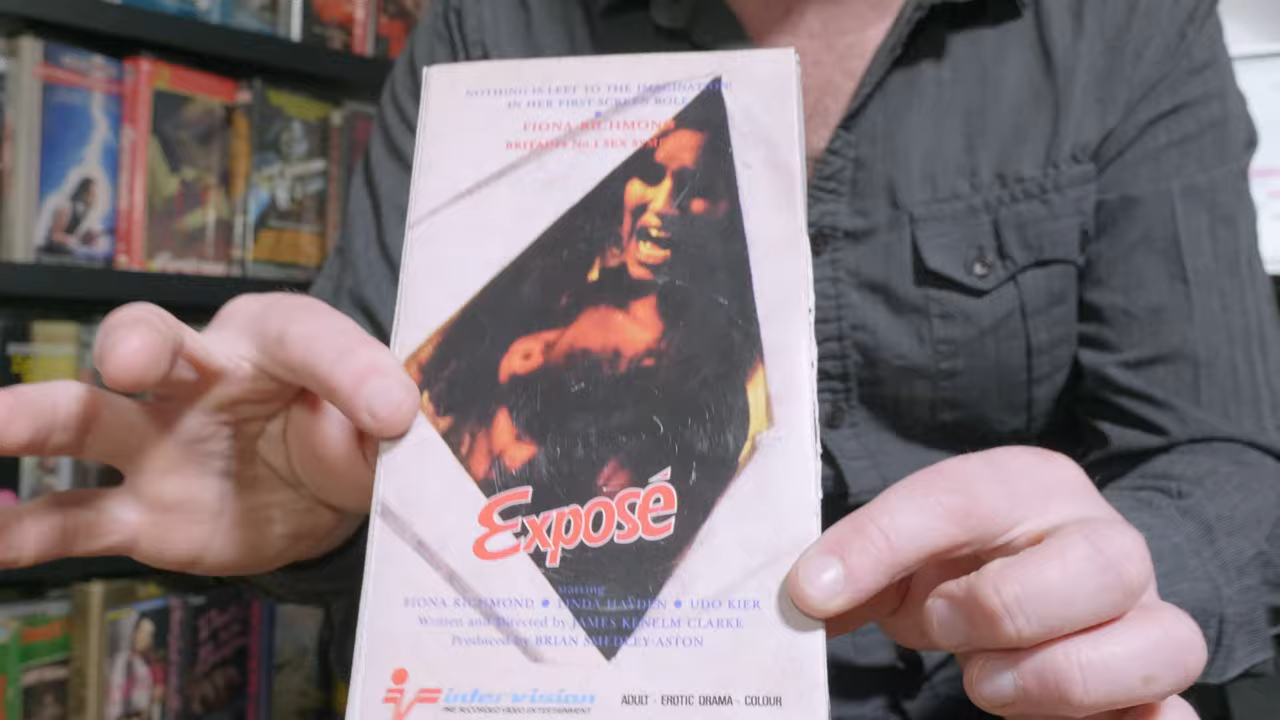 NOTHING IS LEFT TO THE IMAGINATION
IN HER FIRST SCREEN ROLE
FIONA RICHMOND
BRITAIN'S No.1 SEX SYMBOL
Exposé
starring
FIONA RICHMOND • LINDA HAYDEN • UDO KIER
Written and Directed by JAMES KENELM CLARKE
Produced by BRIAN SMEDLEY-ASTON
iVF intervision
PRE RECORDED VIDEO ENTERTAINMENT
ADULT - EROTIC DRAMA - COLOUR